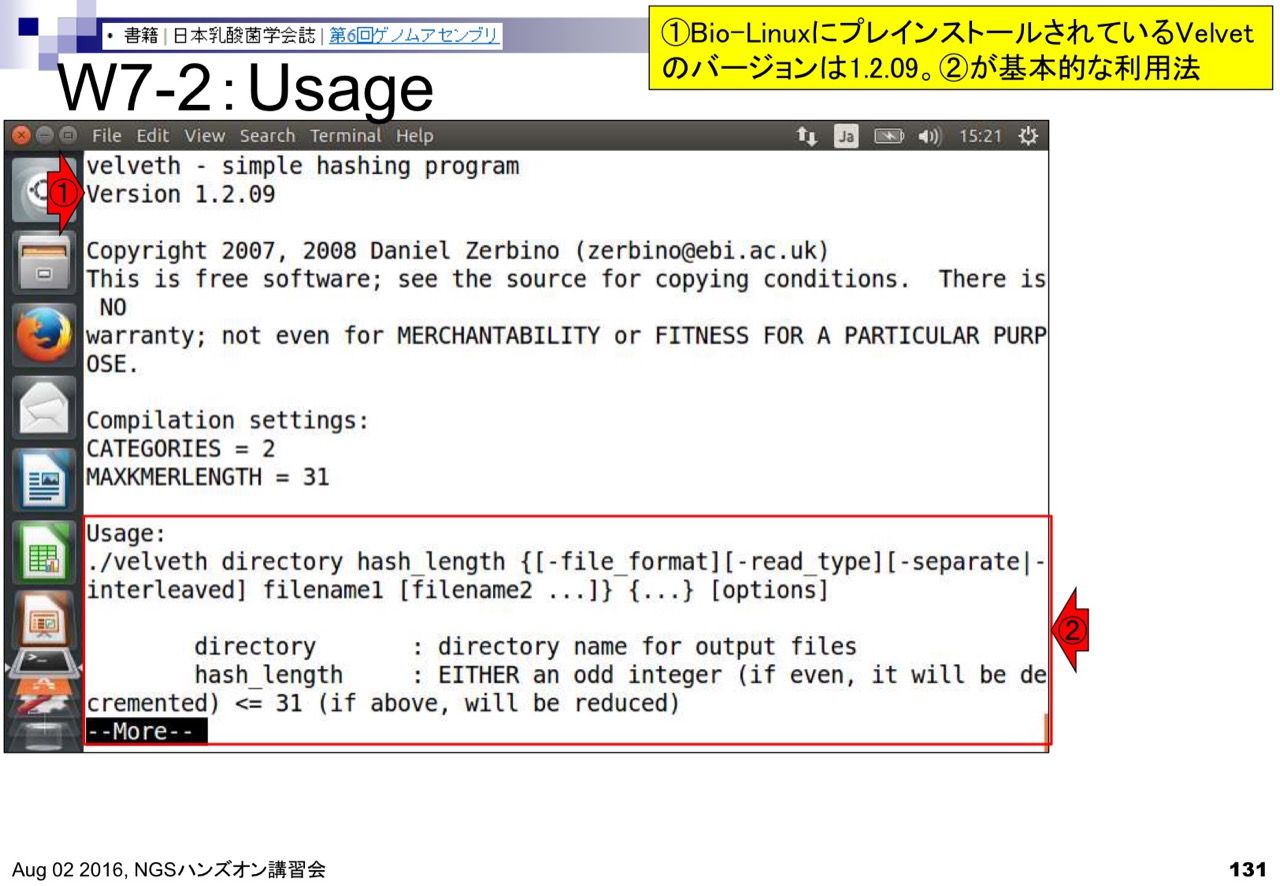 ・ 書籍 | 日本乳酸菌学会誌 | 第6回ゲノムアセンブリ
①Bio-LinuxにプレインストールされているVelvet
のバージョンは1.2.09。②が基本的な利用法
W7-2：Usage
File Edit View Search Terminal Help
Ja
15:21
velveth - simple hashing program
① Version 1.2.09
Copyright 2007, 2008 Daniel Zerbino (zerbino@ebi.ac.uk)
This is free software; see the source for copying conditions.  There is
 NO
warranty; not even for MERCHANTABILITY or FITNESS FOR A PARTICULAR PURP
OSE.
Compilation settings:
CATEGORIES = 2
MAXKMERLENGTH = 31
Usage:
./velveth directory hash_length {[-file_format][-read_type][-separate|-
interleaved] filename1 [filename2 ...]} {...} [options]
②
directory : directory name for output files
hash_length : EITHER an odd integer (if even, it will be de
cremented) <= 31 (if above, will be reduced)
--More--
Aug 02 2016, NGSハンズオン講習会
131